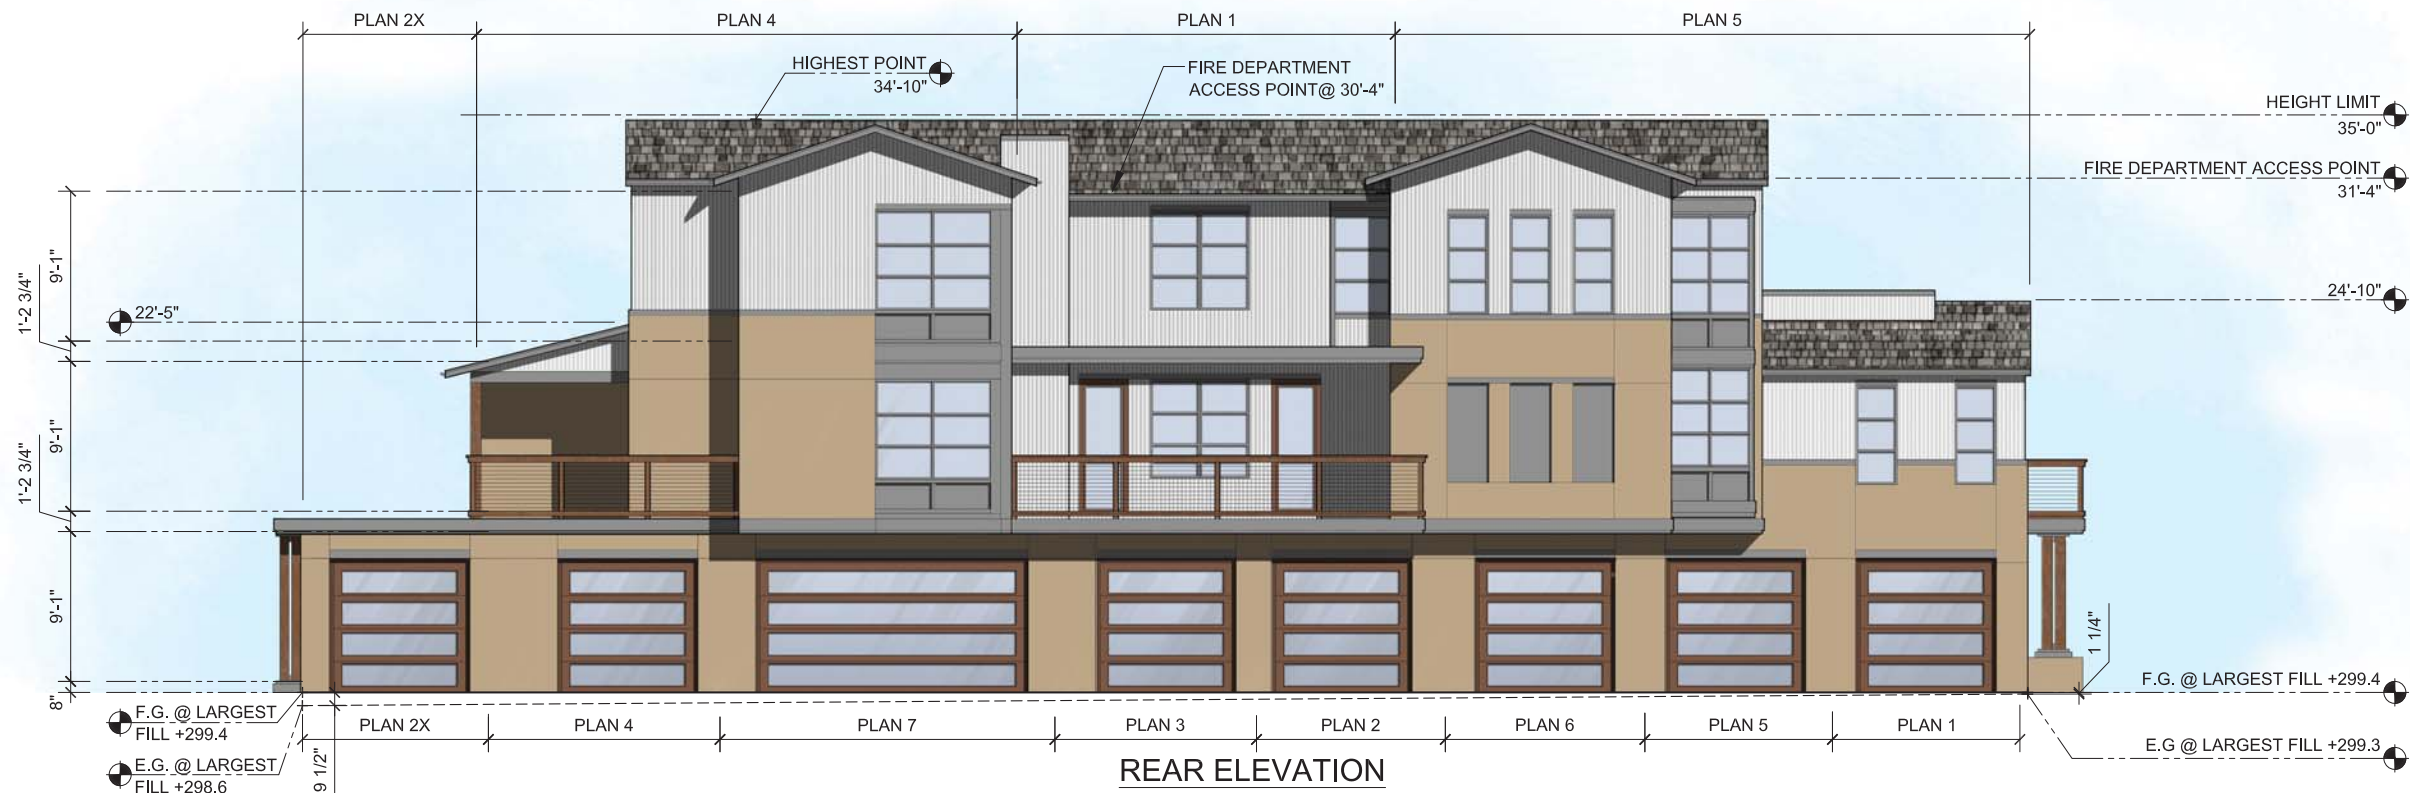 PLAN 2X
PLAN 4
PLAN 1
PLAN 5
HIGHEST POINT
34'-10"
FIRE DEPARTMENT
ACCESS POINT@ 30'-4"
HEIGHT LIMIT
35'-0"
FIRE DEPARTMENT ACCESS POINT
31'-4"
9'-1"
1'-2 3/4"
22'-5"
24'-10"
9'-1"
1'-2 3/4"
9'-1"
8"
1 1/4"
F.G. @ LARGEST
FILL +299.4
F.G. @ LARGEST FILL +299.4
PLAN 2X
PLAN 4
PLAN 7
PLAN 3
PLAN 2
PLAN 6
PLAN 5
PLAN 1
E.G. @ LARGEST
FILL +298.6
9 1/2"
E.G @ LARGEST FILL +299.3
REAR ELEVATION